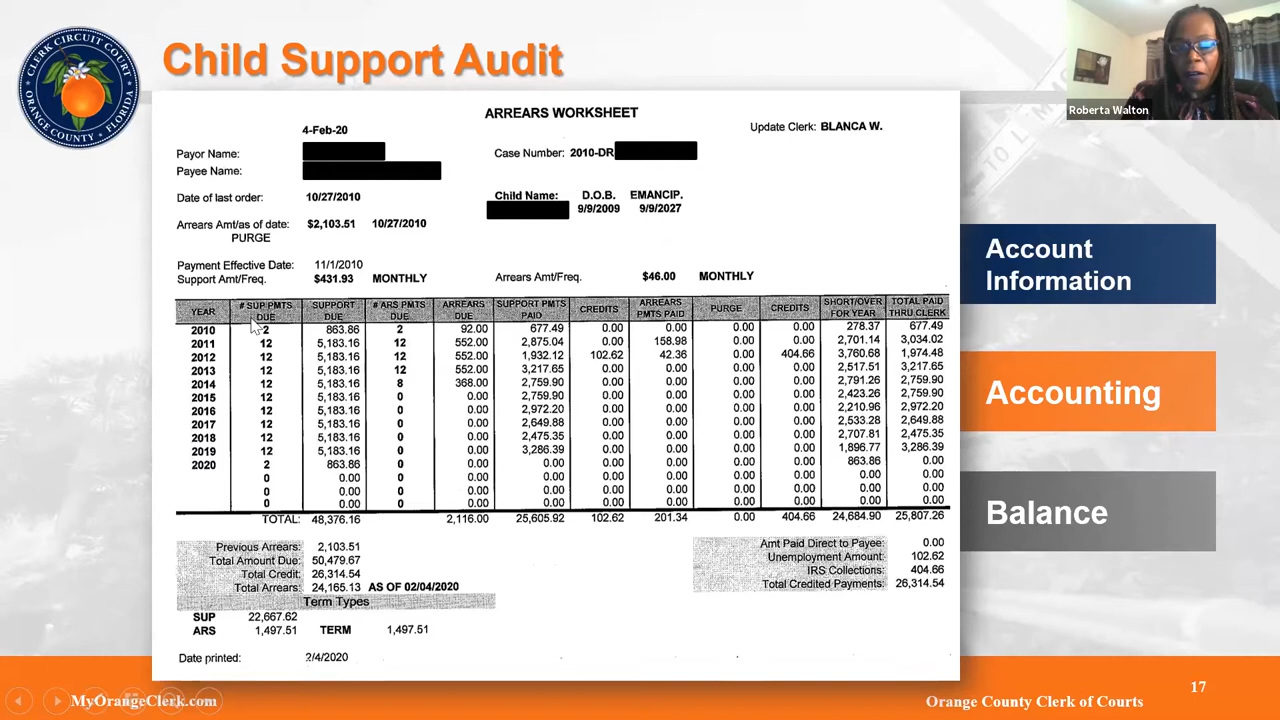 CLERK CIRCUIT COURT
ORANGE COUNTY, FLORIDA
Child Support Audit
Roberta Walton
ARREARS WORKSHEET
4-Feb-20
Update Clerk: BLANCA W.
Payor Name:
Case Number: 2010-DR
Payee Name:
Date of last order: 10/27/2010
Child Name: D.O.B. EMANCIP.
9/9/2009 9/9/2027
Arrears Amt/as of date: $2,103.51 10/27/2010
PURGE
Payment Effective Date: 11/1/2010
Support Amt/Freq. $431.93 MONTHLY Arrears Amt/Freq. $46.00 MONTHLY
YEAR # SUP PMTS DUE SUPPORT DUE # ARS PMTS DUE ARREARS DUE SUPPORT PMTS PAID CREDITS ARREARS PMTS PAID PURGE CREDITS SHORT/OVER FOR YEAR TOTAL PAID THRU CLERK
2010 2 863.86 2 92.00 677.49 0.00 0.00 0.00 0.00 278.37 677.49
2011 12 5,183.16 12 552.00 2,875.04 0.00 158.98 0.00 0.00 2,701.14 3,034.02
2012 12 5,183.16 12 552.00 1,932.12 102.62 42.36 0.00 404.66 3,760.68 1,974.48
2013 12 5,183.16 12 552.00 3,217.65 0.00 0.00 0.00 0.00 2,517.51 3,217.65
2014 12 5,183.16 8 368.00 2,759.90 0.00 0.00 0.00 0.00 2,791.26 2,759.90
2015 12 5,183.16 0 0.00 2,759.90 0.00 0.00 0.00 0.00 2,423.26 2,759.90
2016 12 5,183.16 0 0.00 2,972.20 0.00 0.00 0.00 0.00 2,210.96 2,972.20
2017 12 5,183.16 0 0.00 2,649.88 0.00 0.00 0.00 0.00 2,533.28 2,649.88
2018 12 5,183.16 0 0.00 2,475.35 0.00 0.00 0.00 0.00 2,707.81 2,475.35
2019 12 5,183.16 0 0.00 3,286.39 0.00 0.00 0.00 0.00 1,896.77 3,286.39
2020 2 863.86 0 0.00 0.00 0.00 0.00 0.00 0.00 863.86 0.00
0 0.00 0 0.00 0.00 0.00 0.00 0.00 0.00 0.00 0.00
0 0.00 0 0.00 0.00 0.00 0.00 0.00 0.00 0.00 0.00
0 0.00 0 0.00 0.00 0.00 0.00 0.00 0.00 0.00 0.00
TOTAL: 48,376.16 2,116.00 25,605.92 102.62 201.34 0.00 404.66 24,684.90 25,807.26
Previous Arrears: 2,103.51
Total Amount Due: 50,479.67
Total Credit: 26,314.54
Total Arrears: 24,165.13 AS OF 02/04/2020
Term Types
SUP 22,667.62
ARS 1,497.51 TERM 1,497.51
Amt Paid Direct to Payee: 0.00
Unemployment Amount: 102.62
IRS Collections: 404.66
Total Credited Payments: 26,314.54
Date printed: 2/4/2020
Account
Information
Accounting
Balance
MyOrangeClerk.com
Orange County Clerk of Courts
17